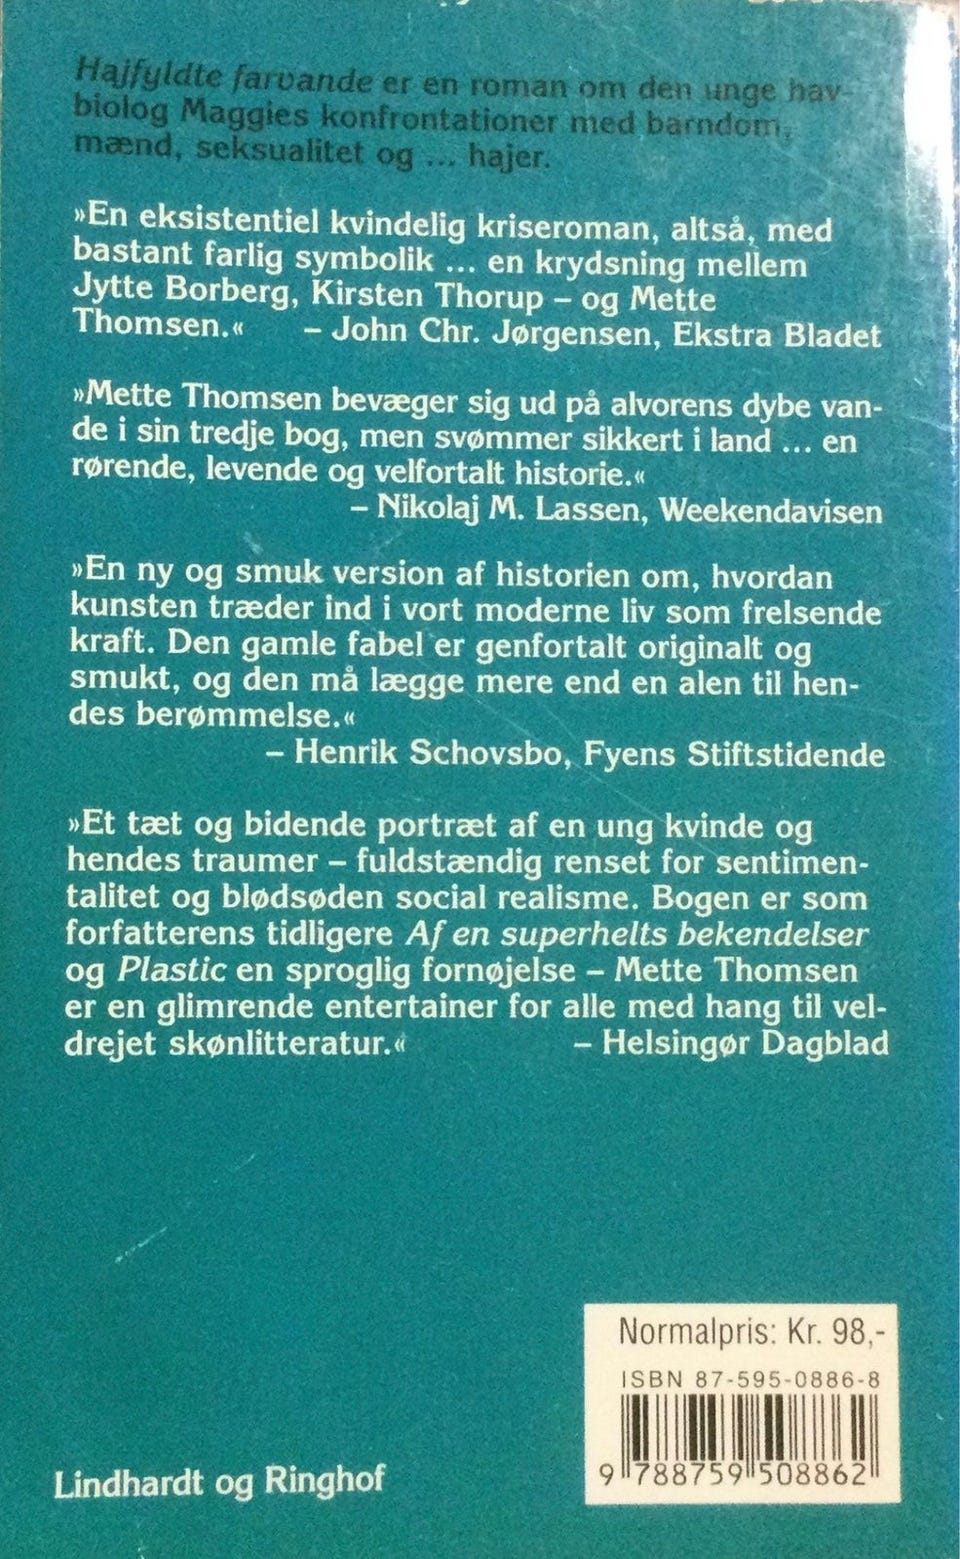 Hajfyldte farvande er en roman om den unge hav-
biolog Maggies konfrontationer med barndom,
mænd, seksualitet og ... hajer.
»En eksistentiel kvindelig kriseroman, altså, med
bastant farlig symbolik ... en krydsning mellem
Jytte Borberg, Kirsten Thorup – og Mette
Thomsen.« – John Chr. Jørgensen, Ekstra Bladet
»Mette Thomsen bevæger sig ud på alvorens dybe van-
de i sin tredje bog, men svømmer sikkert i land ... en
rørende, levende og velfortalt historie.«
– Nikolaj M. Lassen, Weekendavisen
»En ny og smuk version af historien om, hvordan
kunsten træder ind i vort moderne liv som frelsende
kraft. Den gamle fabel er genfortalt originalt og
smukt, og den må lægge mere end en alen til hen-
des berømmelse.«
– Henrik Schovsbo, Fyens Stiftstidende
»Et tæt og bidende portræt af en ung kvinde og
hendes traumer – fuldstændig renset for sentimen-
talitet og blødsøden social realisme. Bogen er som
forfatterens tidligere Af en superhelts bekendelser
og Plastic en sproglig fornøjelse – Mette Thomsen
er en glimrende entertainer for alle med hang til vel-
drejet skønlitteratur.« – Helsingør Dagblad
Normalpris: Kr. 98,-
ISBN 87-595-0886-8
9 788759 508862
Lindhardt og Ringhof